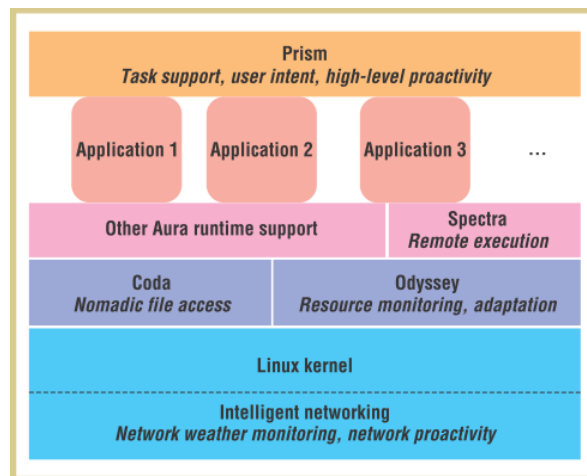 Prism
Task support, user intent, high-level proactivity
Application 1 Application 2 Application 3 ...
Other Aura runtime support Spectra
Remote execution
Coda Odyssey
Nomadic file access Resource monitoring, adaptation
Linux kernel
Intelligent networking
Network weather monitoring, network proactivity